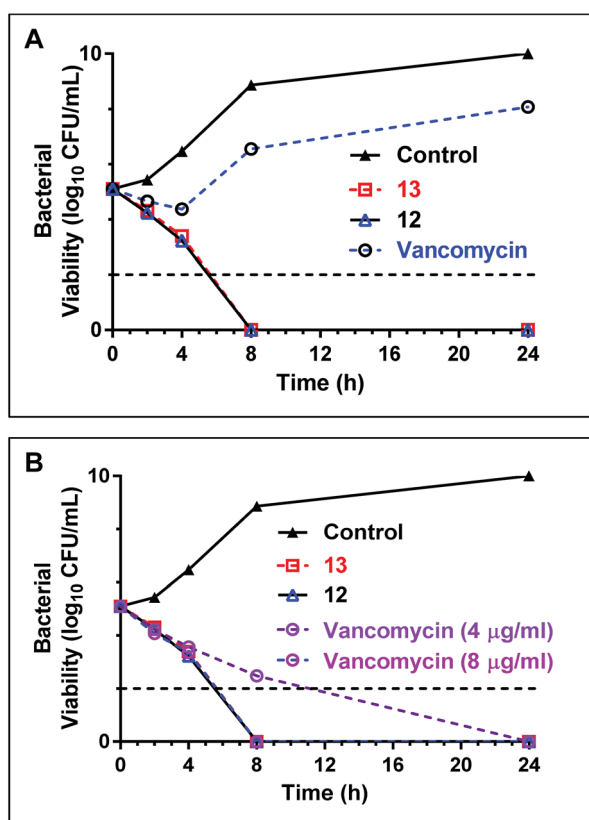 A
10
Bacterial
Viability (log10 CFU/mL)
Control
13
12
Vancomycin
0
0 4 8 12 16 20 24
Time (h)
B
10
Bacterial
Viability (log10 CFU/mL)
Control
13
12
Vancomycin (4 μg/ml)
Vancomycin (8 μg/ml)
0
0 4 8 12 16 20 24
Time (h)